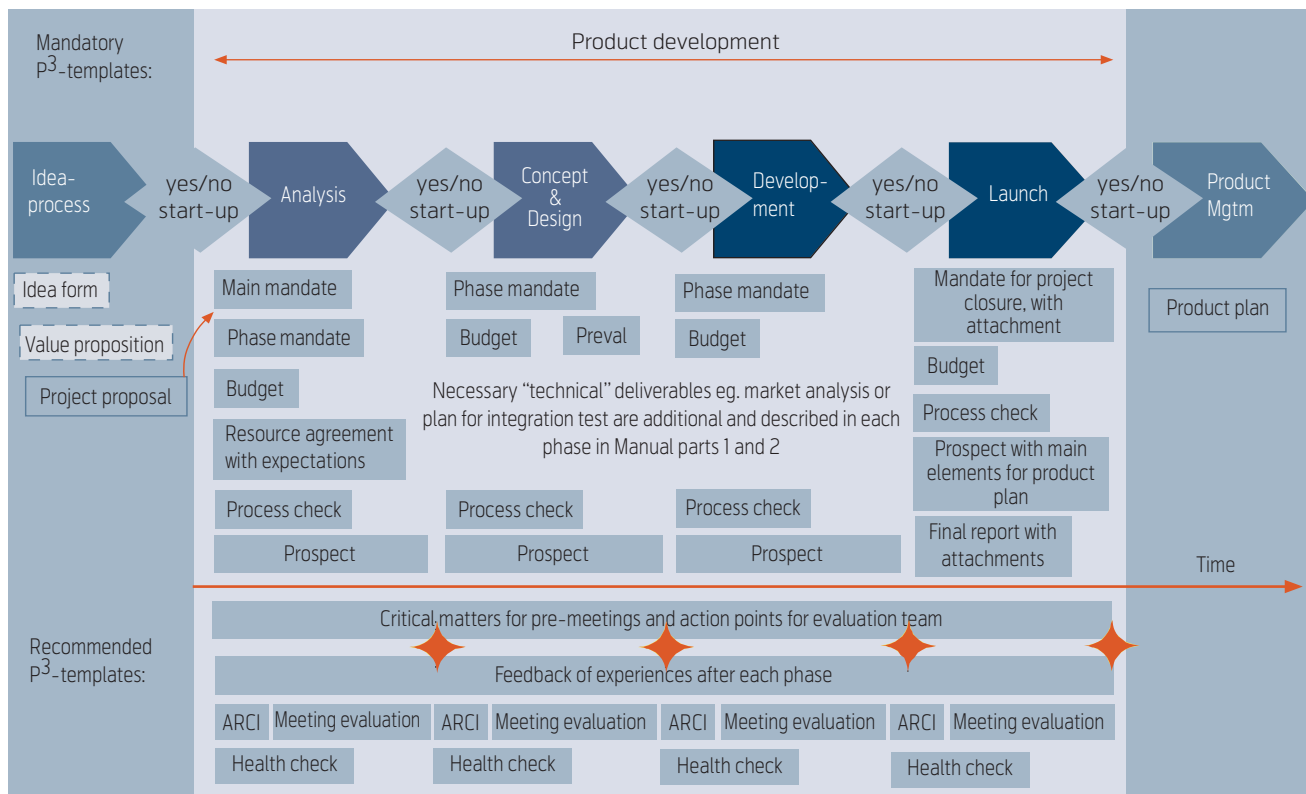 Mandatory
P3-templates:
Product development
Idea-
process
yes/no
start-up
Analysis
yes/no
start-up
Concept
&
Design
yes/no
start-up
Develop-
ment
yes/no
start-up
Launch
yes/no
start-up
Product
Mgtm
Idea form
Value proposition
Project proposal
Main mandate
Phase mandate
Budget
Resource agreement
with expectations
Process check
Prospect
Phase mandate
Budget
Preval
Process check
Prospect
Phase mandate
Budget
Process check
Prospect
Necessary “technical” deliverables eg. market analysis or
plan for integration test are additional and described in each
phase in Manual parts 1 and 2
Mandate for project
closure, with
attachment
Budget
Process check
Prospect with main
elements for product
plan
Final report with
attachments
Product plan
Time
Recommended
P3-templates:
Critical matters for pre-meetings and action points for evaluation team
Feedback of experiences after each phase
ARCI
Meeting evaluation
ARCI
Meeting evaluation
ARCI
Meeting evaluation
ARCI
Meeting evaluation
Health check
Health check
Health check
Health check